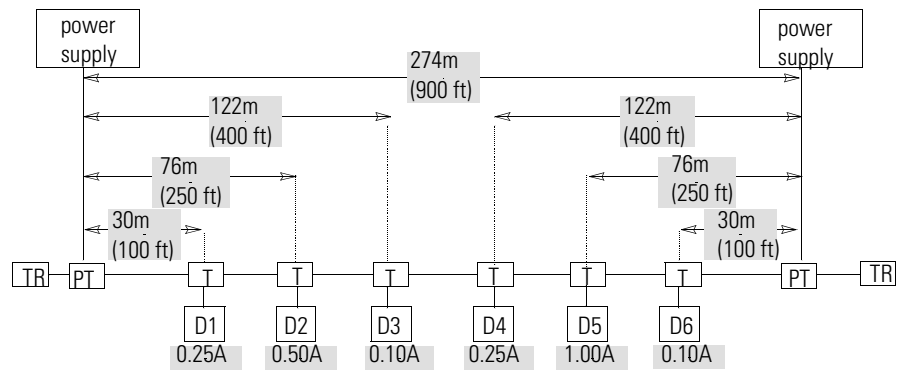 power
supply
power
supply
274m
(900 ft)
122m
(400 ft)
122m
(400 ft)
76m
(250 ft)
76m
(250 ft)
30m
(100 ft)
30m
(100 ft)
TR
PT
T
T
T
T
T
T
PT
TR
D1
D2
D3
D4
D5
D6
0.25A
0.50A
0.10A
0.25A
1.00A
0.10A